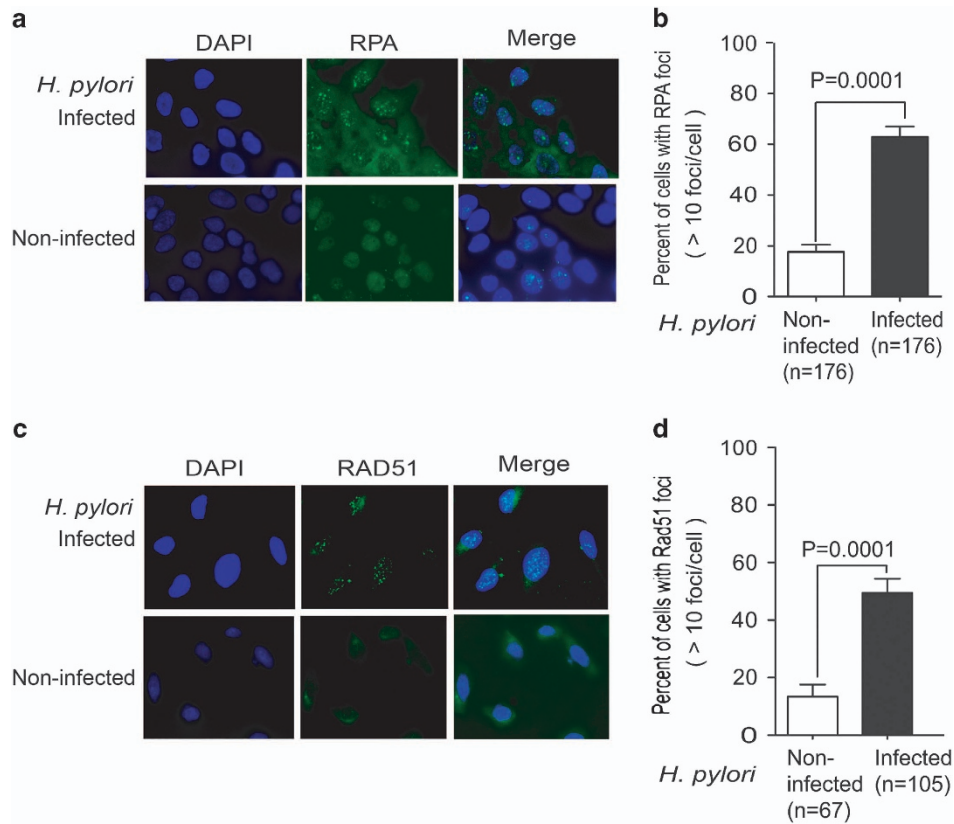 a
DAPI RPA Merge
H. pylori
Infected
Non-infected
b
Percent of cells with RPA foci
( > 10 foci/cell )
100
80
60
40
20
0
P=0.0001
H. pylori
Non-
infected
(n=176)
Infected
(n=176)
c
DAPI RAD51 Merge
H. pylori
Infected
Non-infected
d
Percent of cells with Rad51 foci
( > 10 foci/cell )
100
80
60
40
20
0
P=0.0001
H. pylori
Non-
infected
(n=67)
Infected
(n=105)